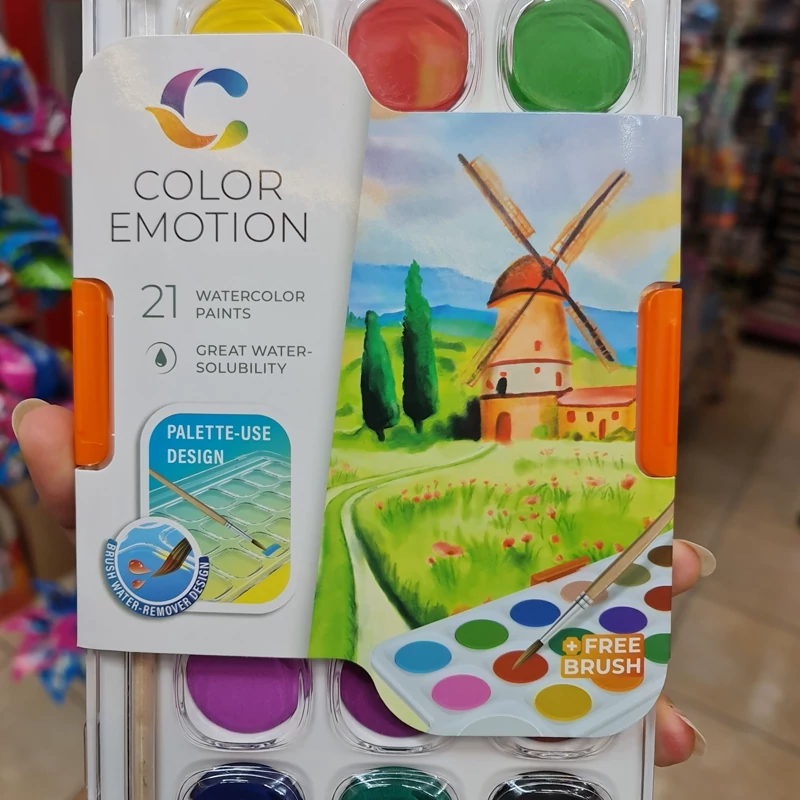 COLOR
EMOTION
21 WATERCOLOR
PAINTS
GREAT WATER-
SOLUBILITY
PALETTE-USE
DESIGN
BRUSH WATER-REMOVER DESIGN
+ FREE
BRUSH